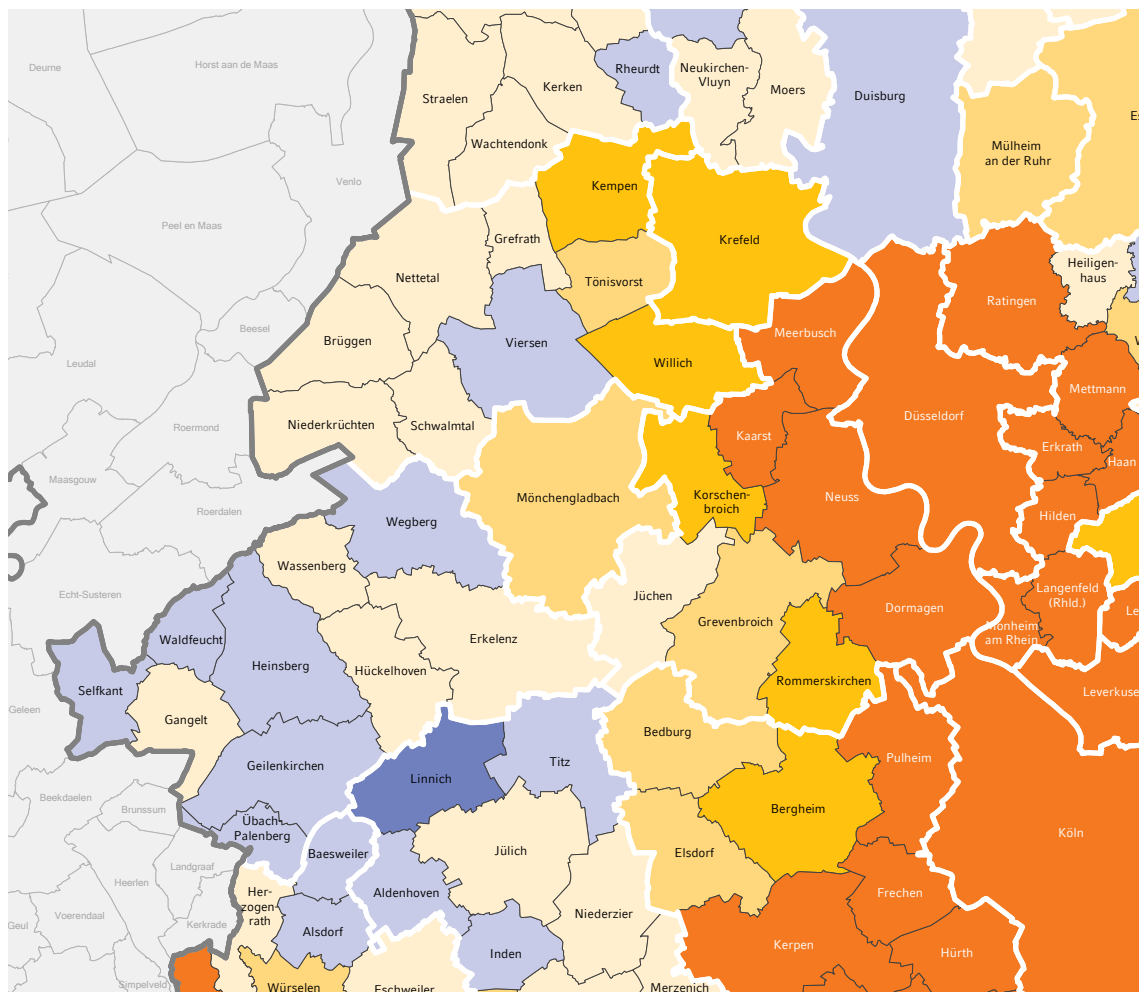 Deurne
Horst aan de Maas
Straelen
Kerken
Rheurdt
Neukirchen-
Vluyn
Moers
Duisburg
Mülheim
an der Ruhr
Wachtendonk
Venlo
Kempen
Peel en Maas
Grefrath
Krefeld
Nettetal
Tönisvorst
Heiligen-
haus
Ratingen
Beesel
Brüggen
Viersen
Meerbusch
Leudal
Willich
Mettmann
Roermond
Niederkrüchten
Schwalmtal
Kaarst
Düsseldorf
Erkrath
Haan
Maasgouw
Mönchengladbach
Korschen-
broich
Neuss
Roerdalen
Wegberg
Hilden
Wassenberg
Echt-Susteren
Jüchen
Langenfeld
(Rhld.)
Dormagen
Grevenbroich
Monheim
am Rhein
Waldfeucht
Erkelenz
Heinsberg
Hückelhoven
Rommerskirchen
Selfkant
Leverkuse
Geleen
Gangelt
Bedburg
Geilenkirchen
Linnich
Titz
Pulheim
Beekdaelen
Brunssum
Bergheim
Übach-
Palenberg
Köln
Baesweiler
Jülich
Elsdorf
Landgraaf
Heerlen
Aldenhoven
Frechen
Her-
zogen-
rath
Voerendaal
Niederzier
Kerkrade
Alsdorf
Kerpen
Inden
Hürth
Simpelveld
Würselen
Eschweiler
Merzenich